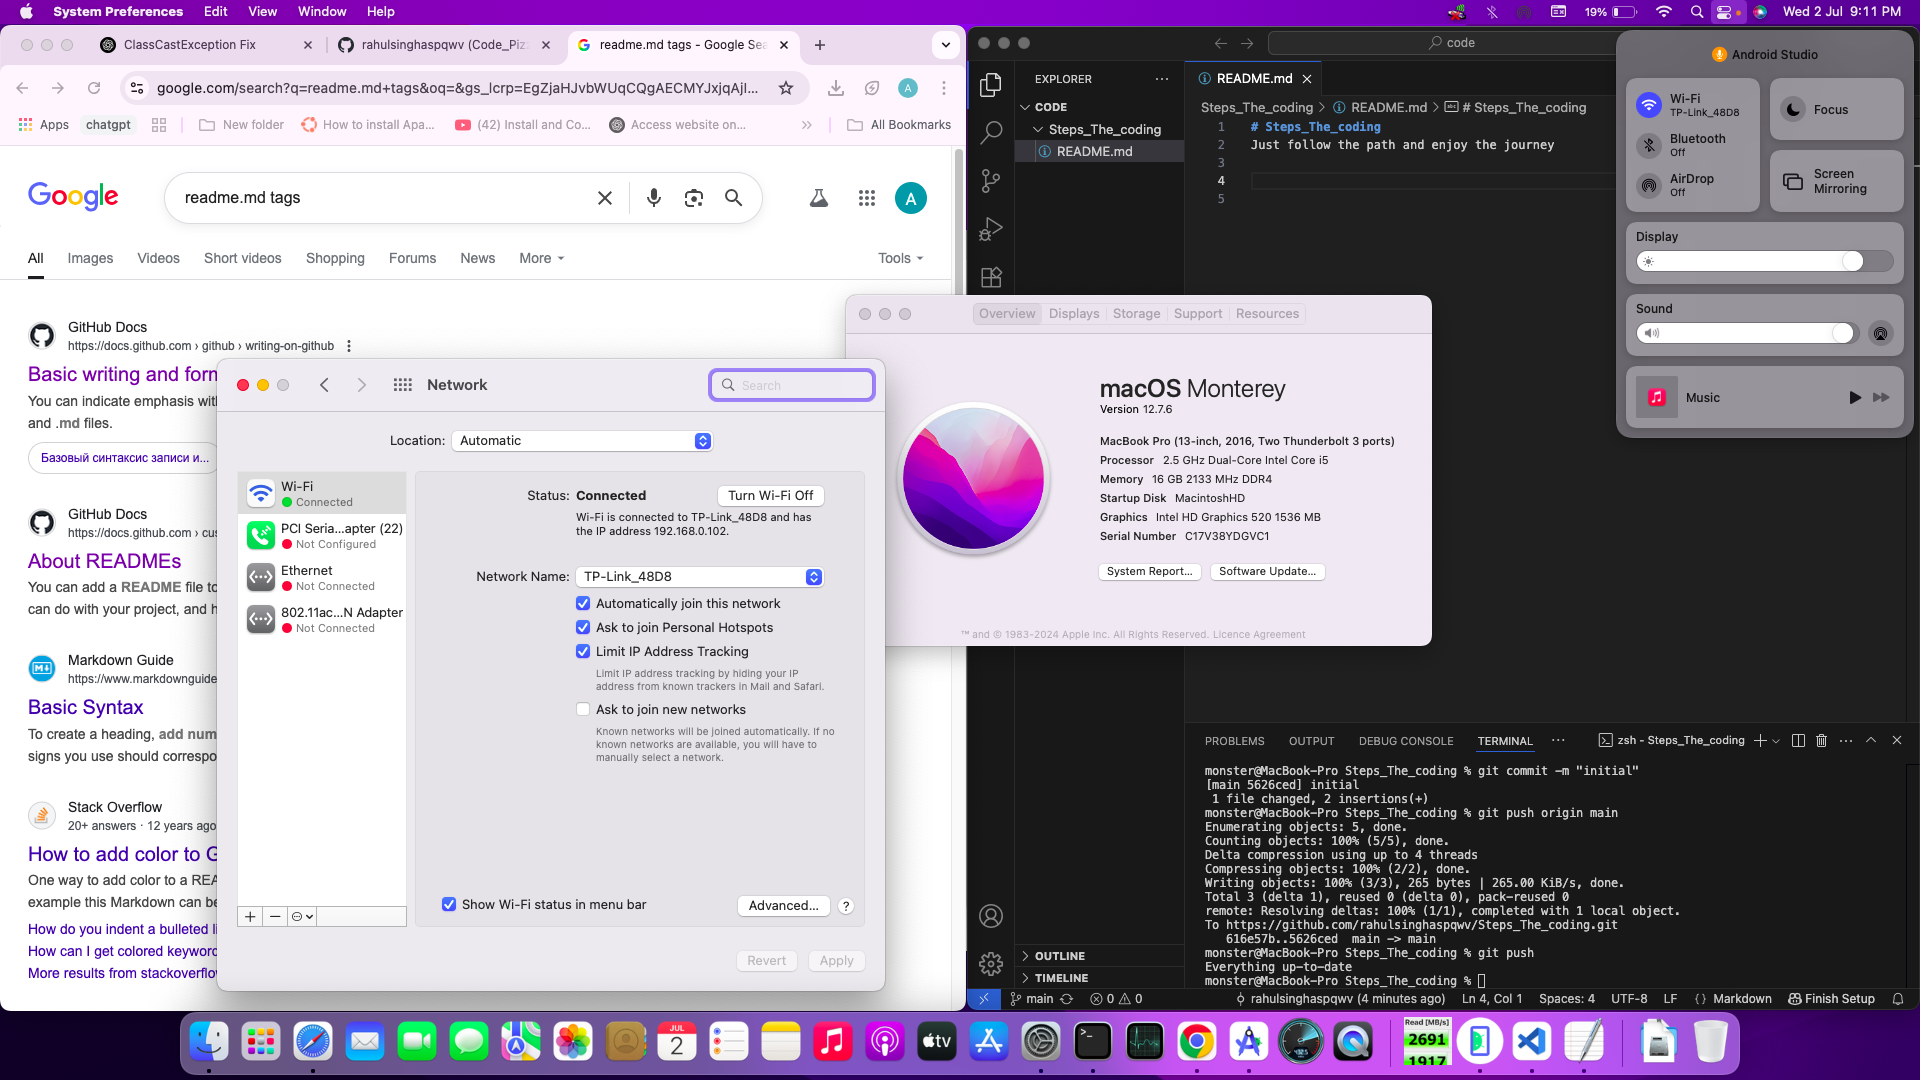 System Preferences Edit View Window Help
19% Wed 2 Jul 9:11 PM
ClassCastException Fix
rahulsinghaspqwv (Code_Piz
readme.md tags - Google Sea
google.com/search?q=readme.md+tags&oq=&gs_lcrp=EgZjaHJvbWUqCQgAECMYJxjqAjI...
A
Apps chatgpt New folder How to install Apa... (42) Install and Co... Access website on... All Bookmarks
Google
readme.md tags
A
All Images Videos Short videos Shopping Forums News More Tools
GitHub Docs
https://docs.github.com › github › writing-on-github
Basic writing and forn
You can indicate emphasis wit
and .md files.
Базовый синтаксис записи и...
GitHub Docs
https://docs.github.com › cus
About READMEs
You can add a README file to
can do with your project, and h
Markdown Guide
https://www.markdownguide
Basic Syntax
To create a heading, add num
signs you use should correspo
Stack Overflow
20+ answers · 12 years ago
How to add color to G
One way to add color to a REA
example this Markdown can be
How do you indent a bulleted li
How can I get colored keyword
More results from stackoverflow
Network
Search
Location: Automatic
Wi-Fi
Connected
PCI Seria...apter (22)
Not Configured
Ethernet
Not Connected
802.11ac...N Adapter
Not Connected
Status: Connected
Turn Wi-Fi Off
Wi-Fi is connected to TP-Link_48D8 and has
the IP address 192.168.0.102.
Network Name: TP-Link_48D8
Automatically join this network
Ask to join Personal Hotspots
Limit IP Address Tracking
Limit IP address tracking by hiding your IP
address from known trackers in Mail and Safari.
Ask to join new networks
Known networks will be joined automatically. If no
known networks are available, you will have to
manually select a network.
Show Wi-Fi status in menu bar
Advanced... ?
Revert Apply
Overview Displays Storage Support Resources
macOS Monterey
Version 12.7.6
MacBook Pro (13-inch, 2016, Two Thunderbolt 3 ports)
Processor 2.5 GHz Dual-Core Intel Core i5
Memory 16 GB 2133 MHz DDR4
Startup Disk MacintoshHD
Graphics Intel HD Graphics 520 1536 MB
Serial Number C17V38YDGVC1
System Report... Software Update...
™ and © 1983-2024 Apple Inc. All Rights Reserved. Licence Agreement
code
EXPLORER
CODE
Steps_The_coding
README.md
README.md
Steps_The_coding > README.md > # Steps_The_coding
1 # Steps_The_coding
2 Just follow the path and enjoy the journey
3
4
5
PROBLEMS OUTPUT DEBUG CONSOLE TERMINAL zsh - Steps_The_coding
monster@MacBook-Pro Steps_The_coding % git commit -m "initial"
[main 5626ced] initial
1 file changed, 2 insertions(+)
monster@MacBook-Pro Steps_The_coding % git push origin main
Enumerating objects: 5, done.
Counting objects: 100% (5/5), done.
Delta compression using up to 4 threads
Compressing objects: 100% (2/2), done.
Writing objects: 100% (3/3), 265 bytes | 265.00 KiB/s, done.
Total 3 (delta 1), reused 0 (delta 0), pack-reused 0
remote: Resolving deltas: 100% (1/1), completed with 1 local object.
To https://github.com/rahulsinghaspqwv/Steps_The_coding.git
616e57b..5626ced main -> main
monster@MacBook-Pro Steps_The_coding % git push
Everything up-to-date
monster@MacBook-Pro Steps_The_coding %
OUTLINE
TIMELINE
main 0 0 rahulsinghaspqwv (4 minutes ago) Ln 4, Col 1 Spaces: 4 UTF-8 LF {} Markdown Finish Setup
Android Studio
Wi-Fi
TP-Link_48D8
Bluetooth
Off
AirDrop
Off
Focus
Screen
Mirroring
Display
Sound
Music
JUL
2
tv
Read [MB/s]
2691
1917